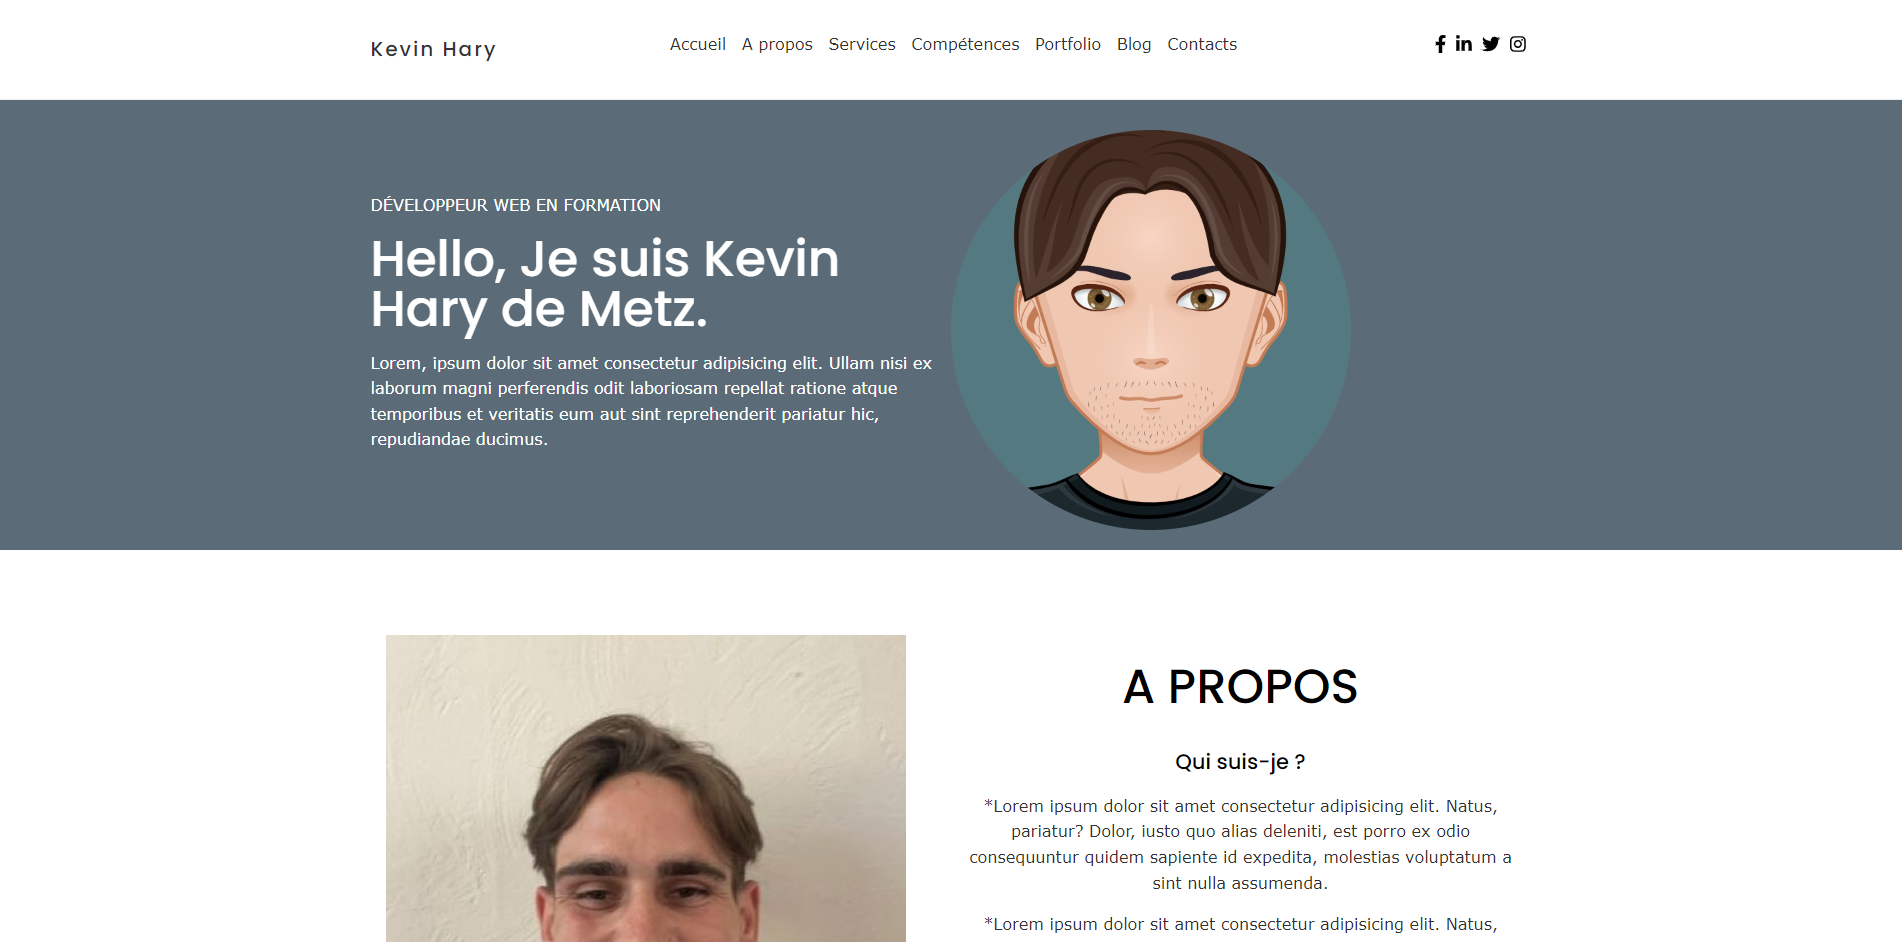 Kevin Hary
Accueil A propos Services Compétences Portfolio Blog Contacts
DÉVELOPPEUR WEB EN FORMATION
Hello, Je suis Kevin
Hary de Metz.
Lorem, ipsum dolor sit amet consectetur adipisicing elit. Ullam nisi ex
laborum magni perferendis odit laboriosam repellat ratione atque
temporibus et veritatis eum aut sint reprehenderit pariatur hic,
repudiandae ducimus.
A PROPOS
Qui suis-je ?
*Lorem ipsum dolor sit amet consectetur adipisicing elit. Natus,
pariatur? Dolor, iusto quo alias deleniti, est porro ex odio
consequuntur quidem sapiente id expedita, molestias voluptatum a
sint nulla assumenda.
*Lorem ipsum dolor sit amet consectetur adipisicing elit. Natus,